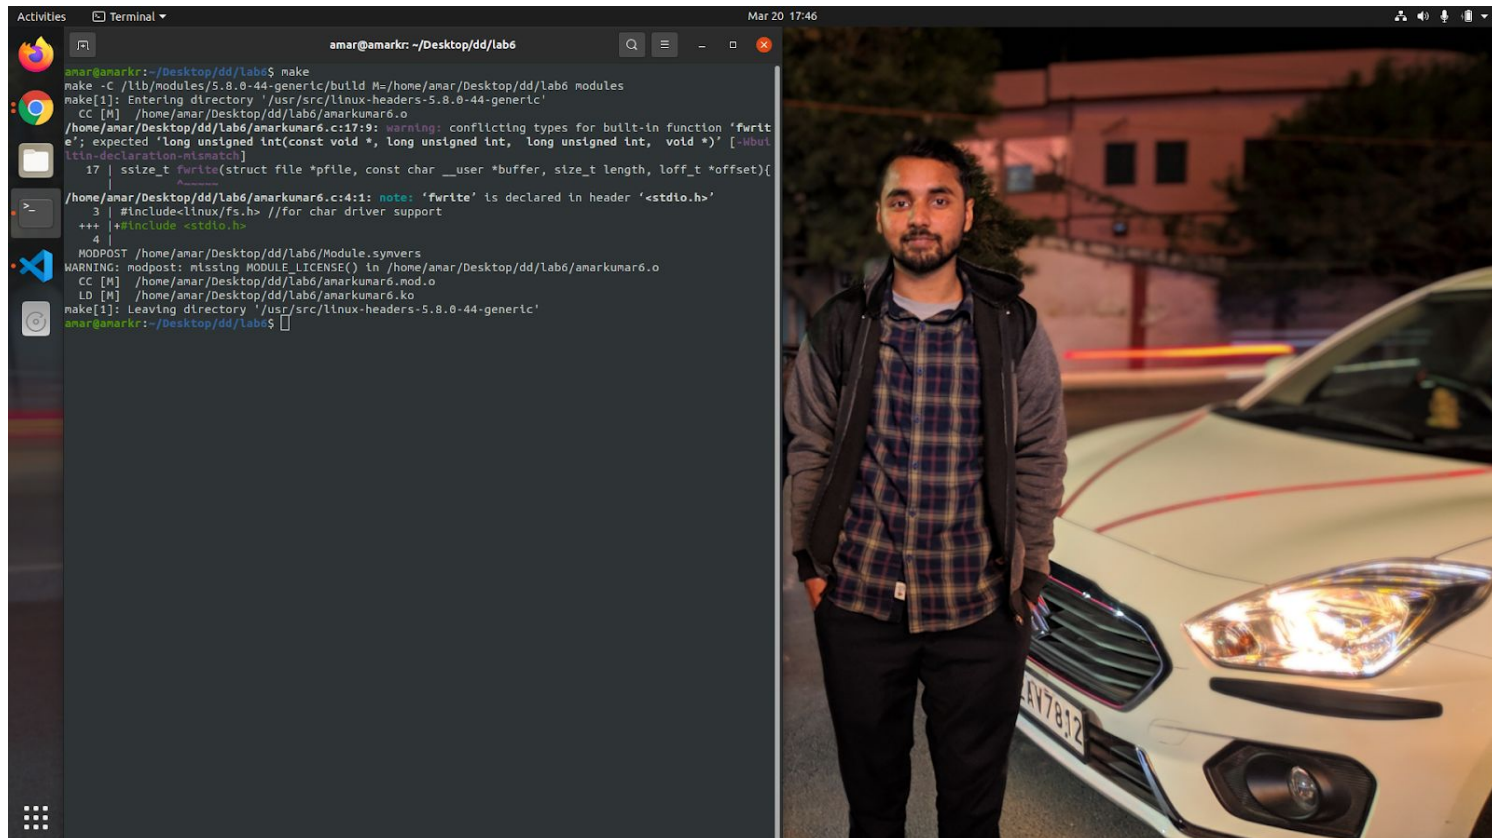 Activities
Terminal
Mar 20 17:46
amar@amarkr: ~/Desktop/dd/lab6
amar@amarkr:~/Desktop/dd/lab6$ make
make -C /lib/modules/5.8.0-44-generic/build M=/home/amar/Desktop/dd/lab6 modules
make[1]: Entering directory '/usr/src/linux-headers-5.8.0-44-generic'
  CC [M]  /home/amar/Desktop/dd/lab6/amarkumar6.o
/home/amar/Desktop/dd/lab6/amarkumar6.c:17:9: warning: conflicting types for built-in function ‘fwrit
e’; expected ‘long unsigned int(const void *, long unsigned int,  long unsigned int,  void *)’ [-Wbui
ltin-declaration-mismatch]
   17 | ssize_t fwrite(struct file *pfile, const char __user *buffer, size_t length, loff_t *offset){
      |         ^~~~~~
/home/amar/Desktop/dd/lab6/amarkumar6.c:4:1: note: ‘fwrite’ is declared in header ‘<stdio.h>’
    3 | #include<linux/fs.h> //for char driver support
  +++ |+#include <stdio.h>
    4 |
  MODPOST /home/amar/Desktop/dd/lab6/Module.symvers
WARNING: modpost: missing MODULE_LICENSE() in /home/amar/Desktop/dd/lab6/amarkumar6.o
  CC [M]  /home/amar/Desktop/dd/lab6/amarkumar6.mod.o
  LD [M]  /home/amar/Desktop/dd/lab6/amarkumar6.ko
make[1]: Leaving directory '/usr/src/linux-headers-5.8.0-44-generic'
amar@amarkr:~/Desktop/dd/lab6$
AV7812